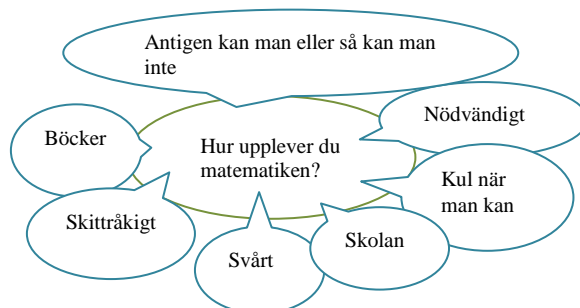 Antigen kan man eller så kan man
inte
Nödvändigt
Böcker
Hur upplever du
matematiken?
Kul när
man kan
Skittråkigt
Skolan
Svårt